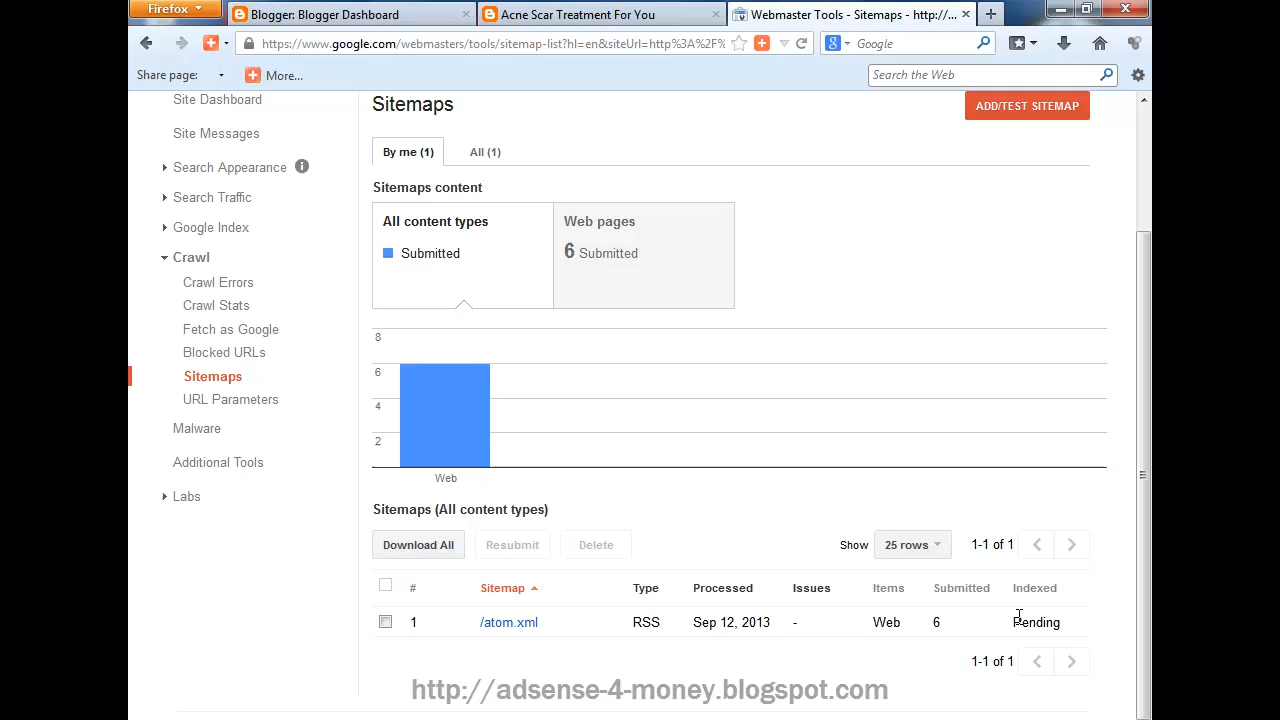 Firefox
Blogger: Blogger Dashboard
Acne Scar Treatment For You
Webmaster Tools - Sitemaps - http://...
https://www.google.com/webmasters/tools/sitemap-list?hl=en&siteUrl=http%3A%2F%
Google
Share page:
More...
Search the Web
Site Dashboard
Site Messages
Search Appearance
Search Traffic
Google Index
Crawl
Crawl Errors
Crawl Stats
Fetch as Google
Blocked URLs
Sitemaps
URL Parameters
Malware
Additional Tools
Labs
Sitemaps
ADD/TEST SITEMAP
By me (1)
All (1)
Sitemaps content
All content types
Submitted
Web pages
6 Submitted
8
6
4
2
Web
Sitemaps (All content types)
Download All
Resubmit
Delete
Show
25 rows
1-1 of 1
# Sitemap Type Processed Issues Items Submitted Indexed
1 /atom.xml RSS Sep 12, 2013 - Web 6 Pending
1-1 of 1
http://adsense-4-money.blogspot.com